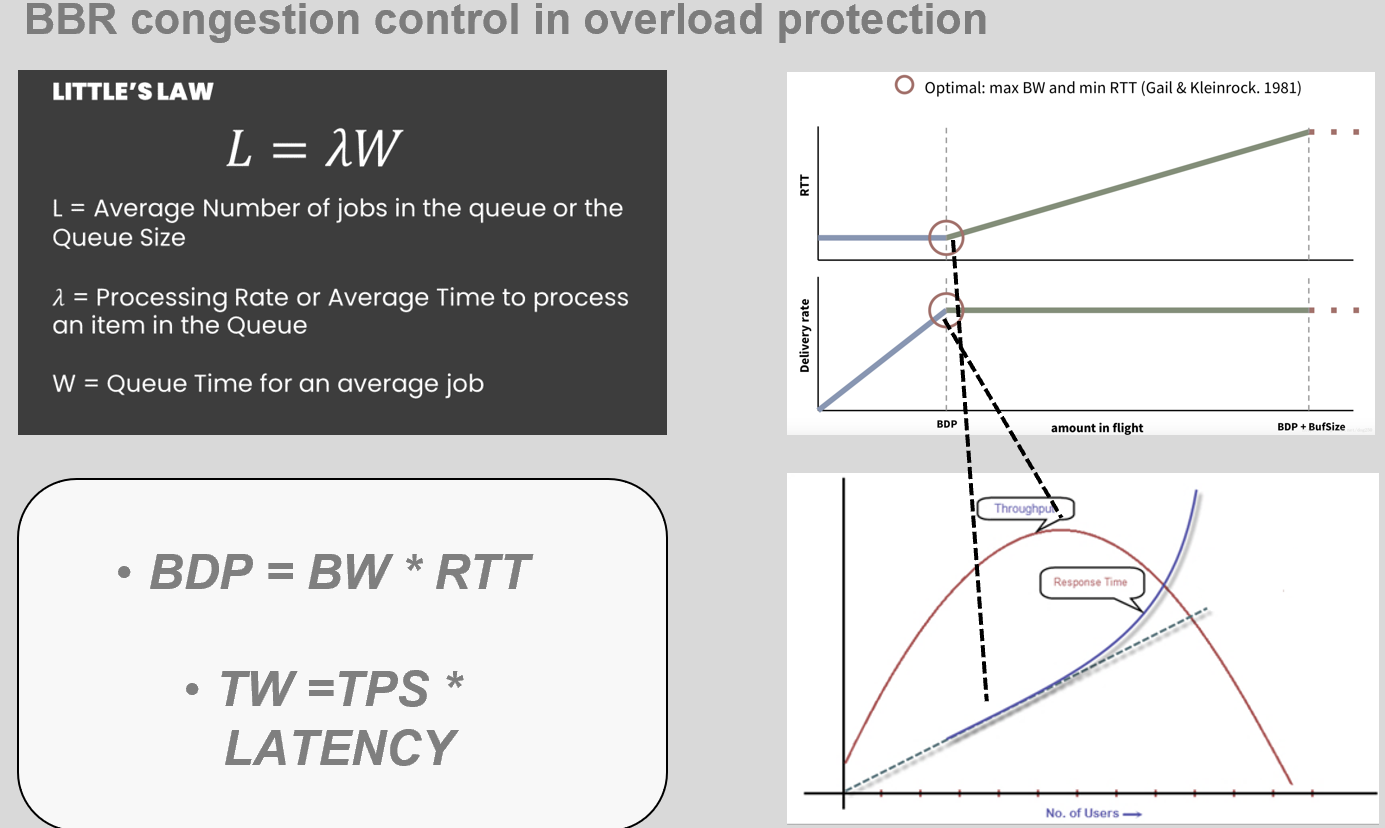 BBR congestion control in overload protection
LITTLE'S LAW
L = λW
L = Average Number of jobs in the queue or the
Queue Size
λ = Processing Rate or Average Time to process
an item in the Queue
W = Queue Time for an average job
• BDP = BW * RTT
• TW =TPS *
LATENCY
Optimal: max BW and min RTT (Gail & Kleinrock. 1981)
RTT
Delivery rate
BDP
amount in flight
BDP + BufSize
Throughput
Response Time
No. of Users